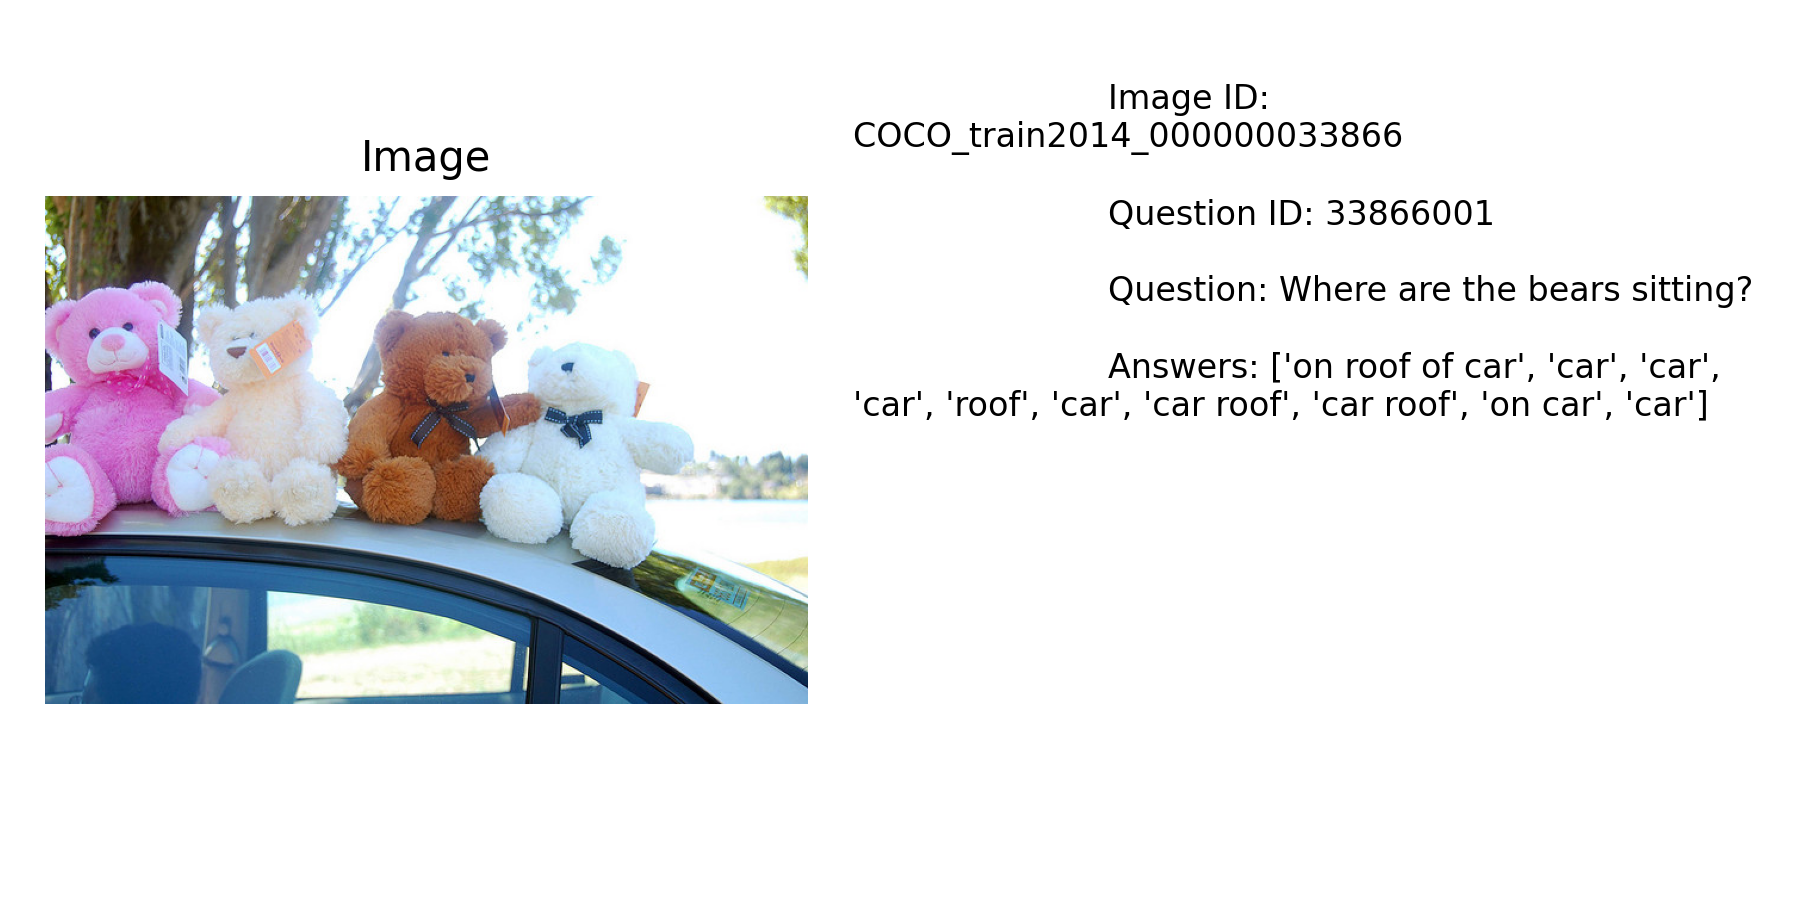 Image
Image ID:
COCO_train2014_000000033866
Question ID: 33866001
Question: Where are the bears sitting?
Answers: ['on roof of car', 'car', 'car',
'car', 'roof', 'car', 'car roof', 'car roof', 'on car', 'car']